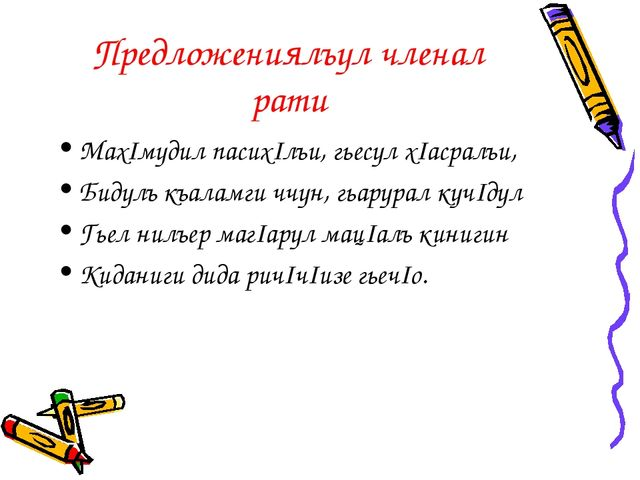 Предложениялъул членал
рати
• МахӀмудил пасихӀлъи, гьесул хӀасралъи,
• Бидулъ къаламги ччун, гьарурал кучӀдул
• Гьел нилъер магӀарул мацӀалъ кинигин
• Киданиги дида ричӀчӀизе гьечӀо.